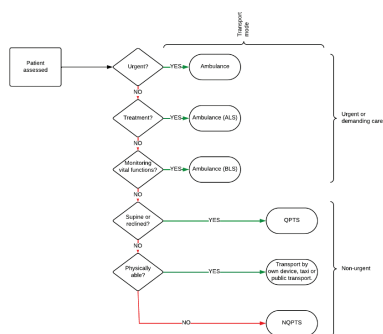 Transport
mode
Patient
assessed
Urgent?
YES
Ambulance
NO
Treatment?
YES
Ambulance (ALS)
Urgent or
demanding care
NO
Monitoring
vital functions?
YES
Ambulance (BLS)
NO
Supine or
reclined?
YES
QPTS
NO
Physically
able?
YES
Transport by
own device, taxi or
public transport
Non-urgent
NO
NQPTS